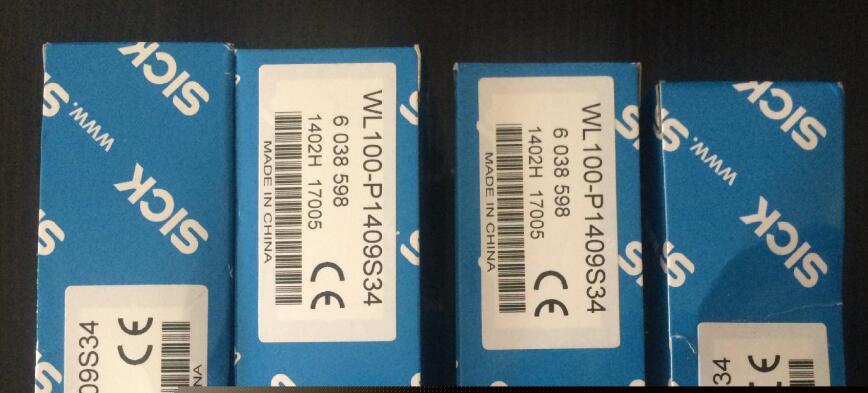 SICK
www.
SICK
09S34
CE
WL100-P1409S34
6 038 598
1402H 17005
MADE IN CHINA
CE
WL100-P1409S34
6 038 598
1402H 17005
MADE IN CHINA
CE
SICK
www.
SICK
S34
CE